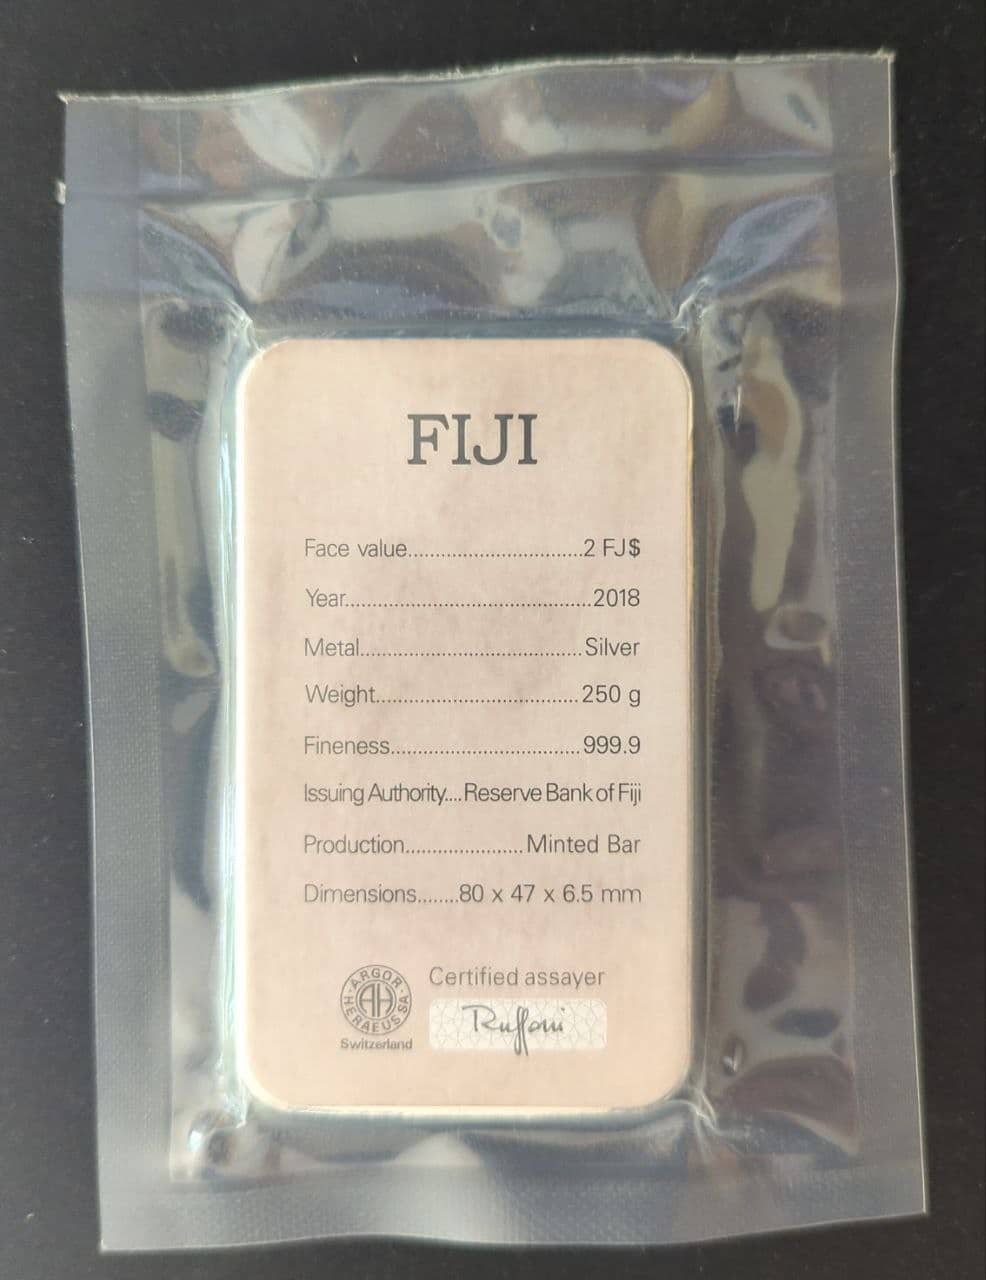 FIJI
Face value................................2 FJ$
Year.............................................2018
Metal.........................................Silver
Weight.....................................250 g
Fineness...................................999.9
Issuing Authority....Reserve Bank of Fiji
Production......................Minted Bar
Dimensions........80 x 47 x 6.5 mm
Certified assayer
ARGOR HERAEUS SA
AH
Switzerland
Ruffoni